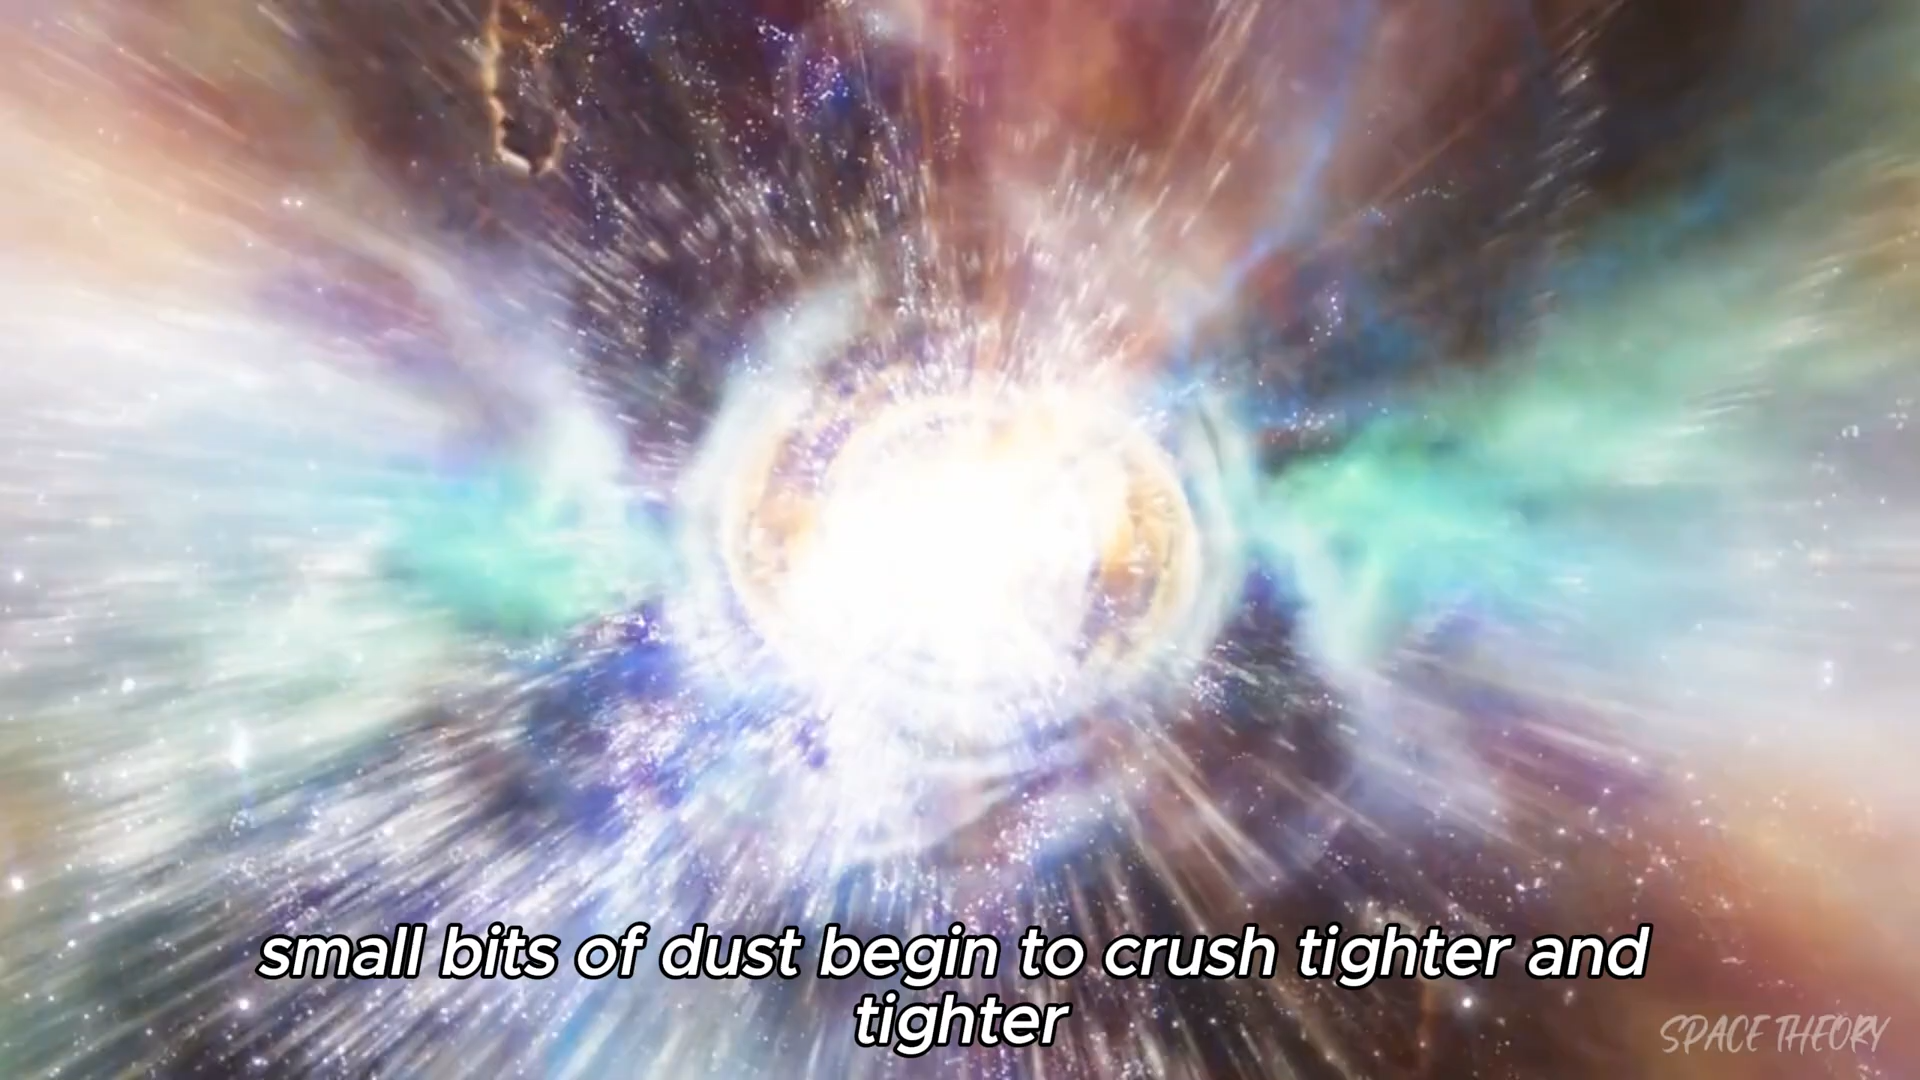 small bits of dust begin to crush tighter and
tighter
SPACE THEORY